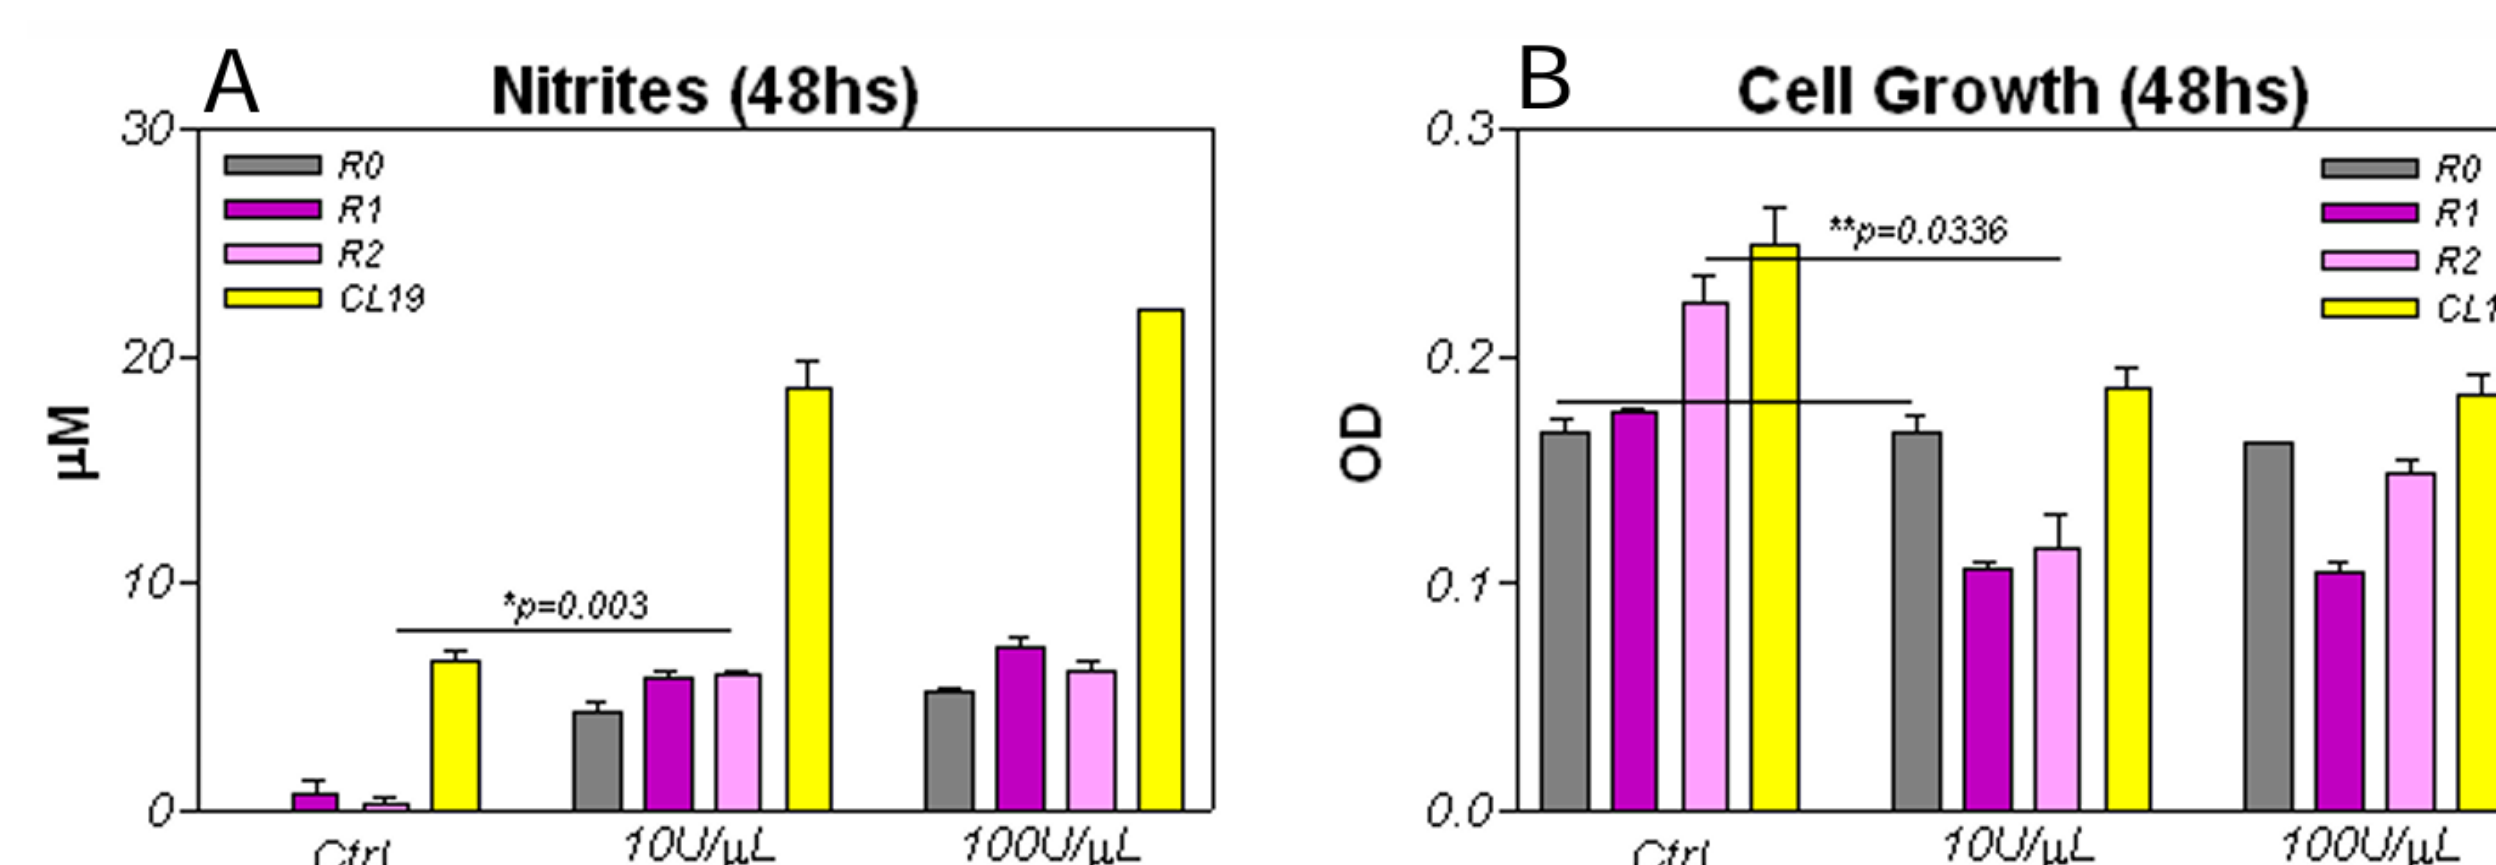 A
Nitrites (48hs)
30
20
10
0
µM
R0
R1
R2
CL19
*p=0.003
Ctrl
10U/µL
100U/µL
B
Cell Growth (48hs)
0.3
0.2
0.1
0.0
OD
**p=0.0336
R0
R1
R2
CL1
Ctrl
10U/µL
100U/µL